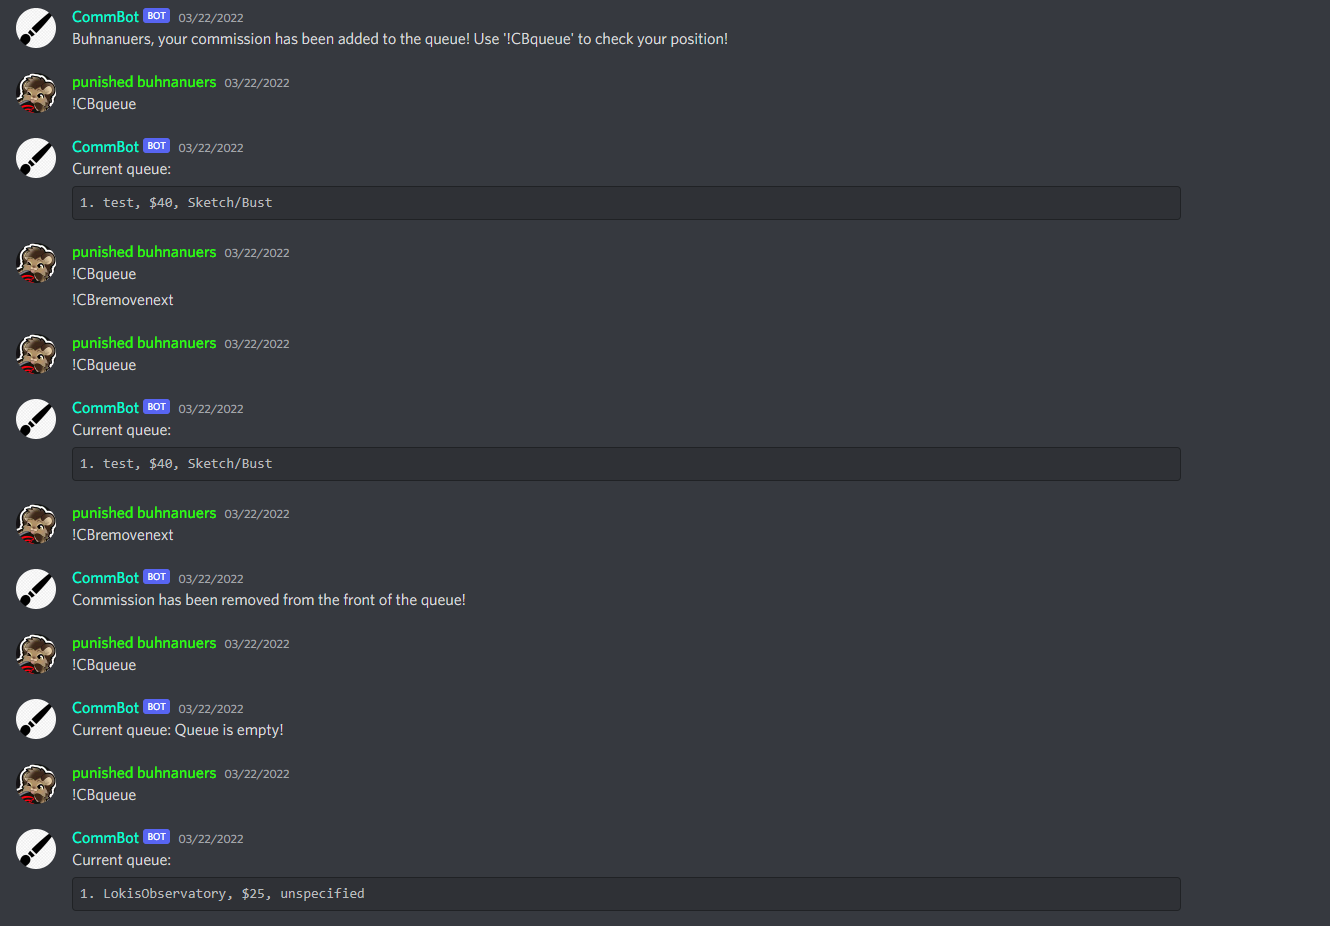 CommBot BOT 03/22/2022
Buhnanuers, your commission has been added to the queue! Use '!CBqueue' to check your position!
punished buhnanuers 03/22/2022
!CBqueue
CommBot BOT 03/22/2022
Current queue:
1. test, $40, Sketch/Bust
punished buhnanuers 03/22/2022
!CBqueue
!CBremovenext
punished buhnanuers 03/22/2022
!CBqueue
CommBot BOT 03/22/2022
Current queue:
1. test, $40, Sketch/Bust
punished buhnanuers 03/22/2022
!CBremovenext
CommBot BOT 03/22/2022
Commission has been removed from the front of the queue!
punished buhnanuers 03/22/2022
!CBqueue
CommBot BOT 03/22/2022
Current queue: Queue is empty!
punished buhnanuers 03/22/2022
!CBqueue
CommBot BOT 03/22/2022
Current queue:
1. LokisObservatory, $25, unspecified